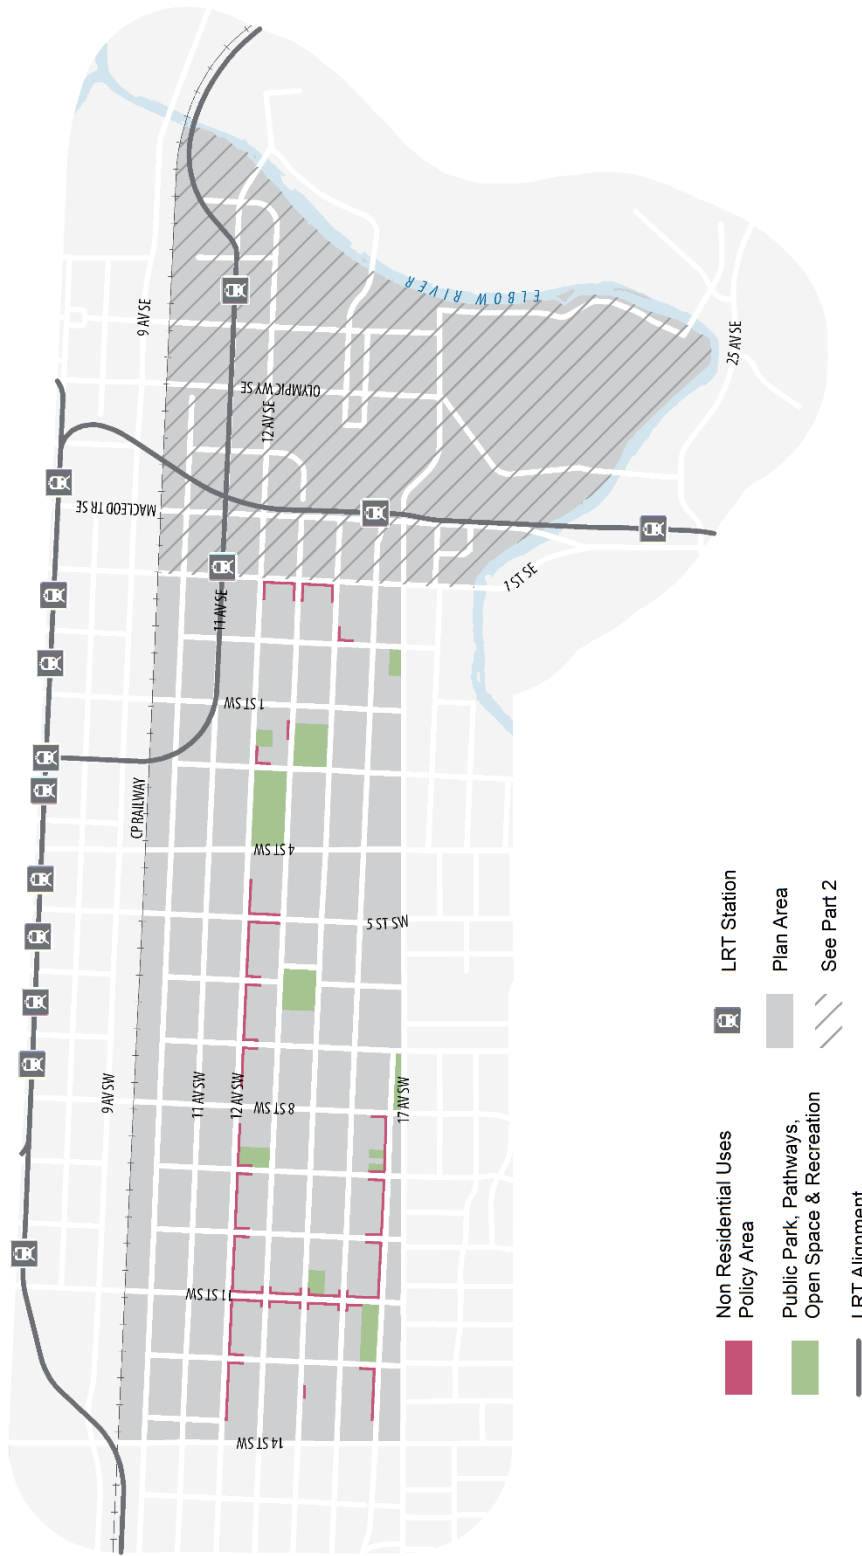 9 AV SE
MACLEOD TR SE
OLYMPIC WY SE
12 AV SE
ELBOW RIVER
25 AV SE
11 AV SE
1 ST SE
1 ST SW
CP RAILWAY
4 ST SW
5 ST SW
9 AV SW
11 AV SW
12 AV SW
8 ST SW
17 AV SW
11 ST SW
14 ST SW
Non Residential Uses
Policy Area
Public Park, Pathways,
Open Space & Recreation
LRT Alignment
LRT Station
Plan Area
See Part 2